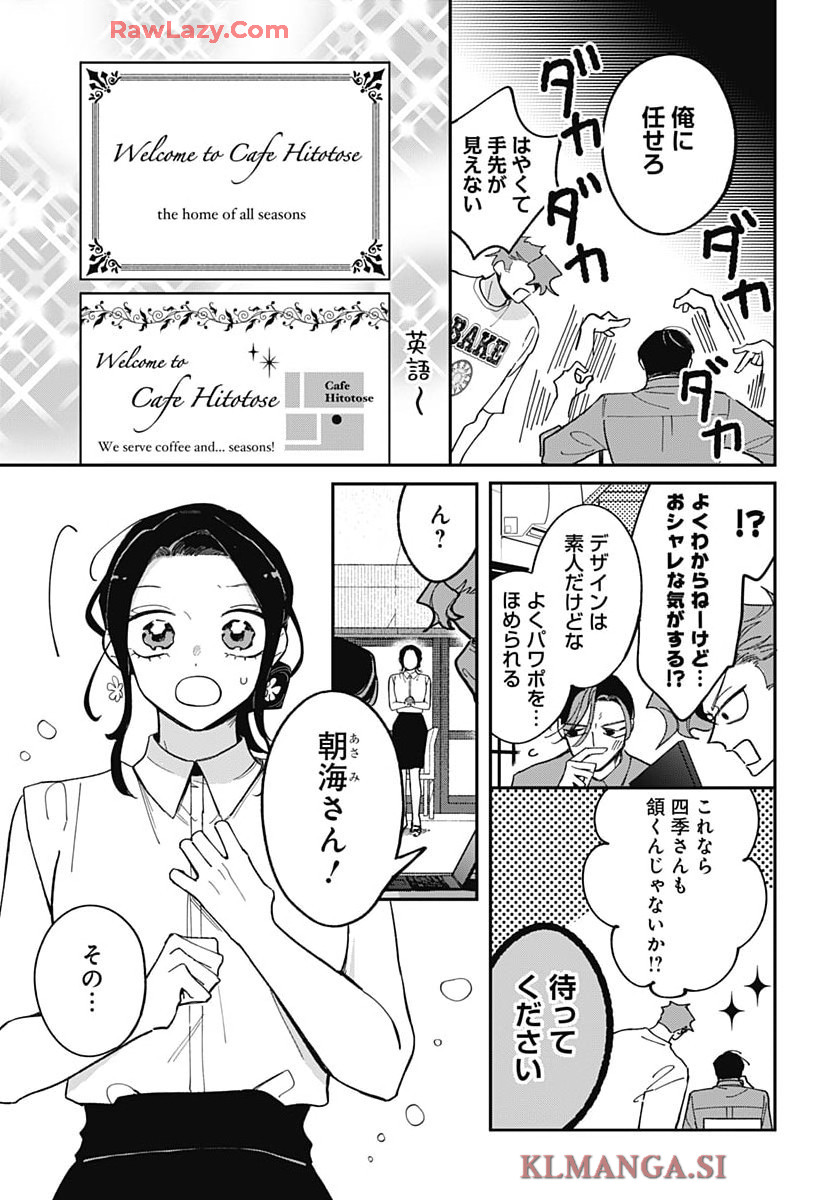 RawLazy.Com
俺に
任せろ
はやくて
手先が
見えない
ダカ
ダカ
ダカ
BAKE
Welcome to Cafe Hitotose
the home of all seasons
英語〜
Welcome to
Cafe Hitotose
Cafe
Hitotose
We serve coffee and... seasons!
!?
よくわからねーけど…
おシャレな気がする!?
デザインは
素人だけどな
よくパワポを…
ほめられる
これなら
四季さんも
頷くんじゃないか!?
待って
ください
ん?
朝海さん!
あさみ
その…
KLMANGA.SI